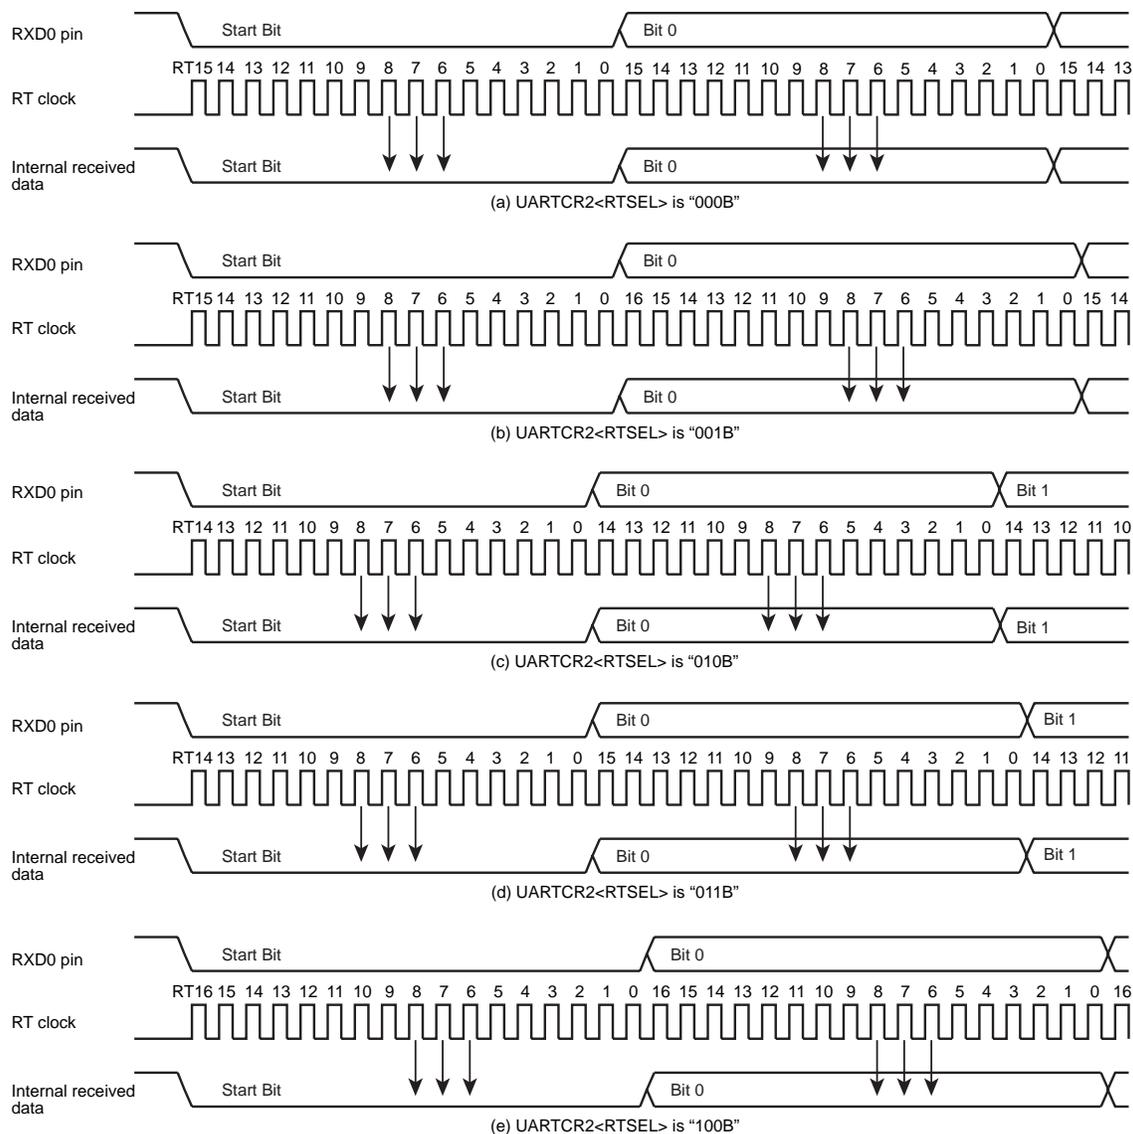 RXD0 pin Start Bit Bit 0
RT15 14 13 12 11 10 9 8 7 6 5 4 3 2 1 0 15 14 13 12 11 10 9 8 7 6 5 4 3 2 1 0 15 14 13
RT clock
Internal received data Start Bit Bit 0
(a) UARTCR2<RTSEL> is “000B”
RXD0 pin Start Bit Bit 0
RT15 14 13 12 11 10 9 8 7 6 5 4 3 2 1 0 16 15 14 13 12 11 10 9 8 7 6 5 4 3 2 1 0 15 14
RT clock
Internal received data Start Bit Bit 0
(b) UARTCR2<RTSEL> is “001B”
RXD0 pin Start Bit Bit 0 Bit 1
RT14 13 12 11 10 9 8 7 6 5 4 3 2 1 0 14 13 12 11 10 9 8 7 6 5 4 3 2 1 0 14 13 12 11 10
RT clock
Internal received data Start Bit Bit 0 Bit 1
(c) UARTCR2<RTSEL> is “010B”
RXD0 pin Start Bit Bit 0 Bit 1
RT14 13 12 11 10 9 8 7 6 5 4 3 2 1 0 15 14 13 12 11 10 9 8 7 6 5 4 3 2 1 0 14 13 12 11
RT clock
Internal received data Start Bit Bit 0 Bit 1
(d) UARTCR2<RTSEL> is “011B”
RXD0 pin Start Bit Bit 0
RT16 15 14 13 12 11 10 9 8 7 6 5 4 3 2 1 0 16 15 14 13 12 11 10 9 8 7 6 5 4 3 2 1 0 16
RT clock
Internal received data Start Bit Bit 0
(e) UARTCR2<RTSEL> is “100B”